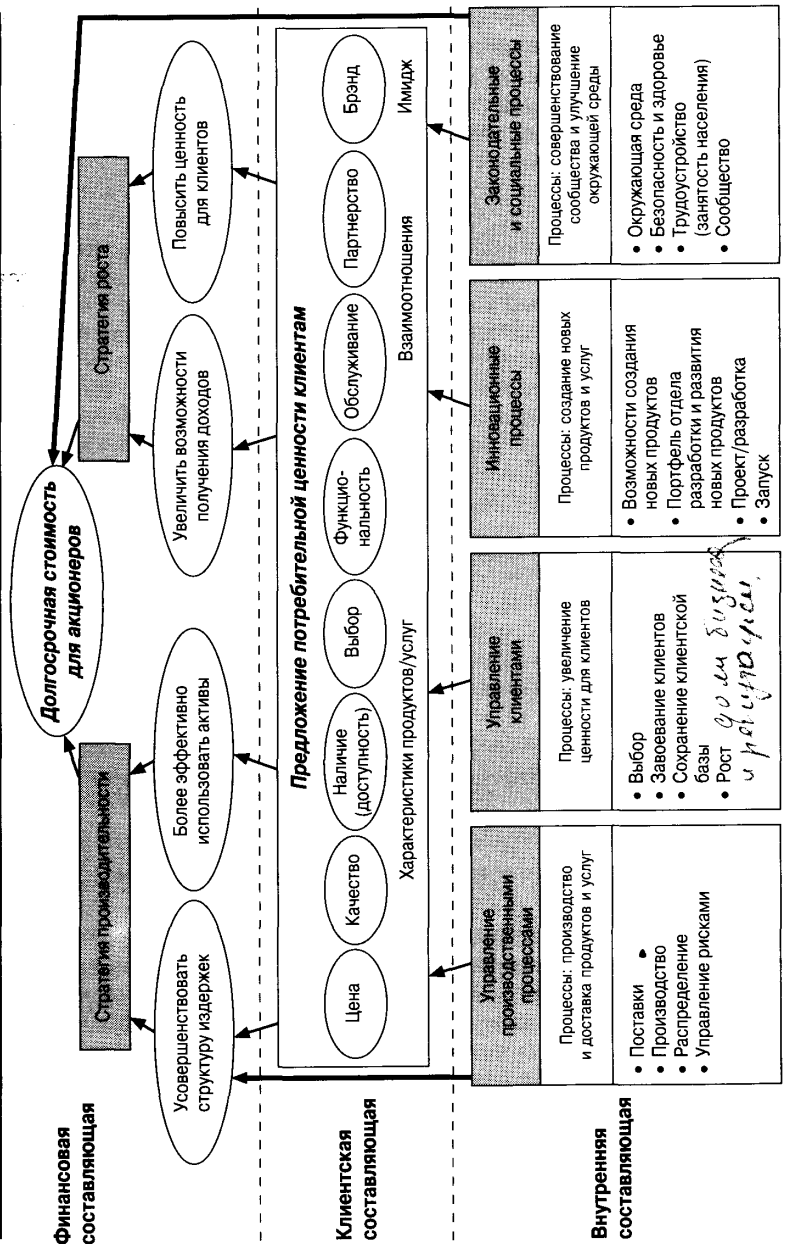 Финансовая
составляющая
Долгосрочная стоимость
для акционеров
Стратегия производительности
Стратегия роста
Усовершенствовать
структуру издержек
Более эффективно
использовать активы
Увеличить возможности
получения доходов
Повысить ценность
для клиентов
Клиентская
составляющая
Предложение потребительной ценности клиентам
Цена
Качество
Наличие
(доступность)
Выбор
Функцио-
нальность
Обслуживание
Партнерство
Брэнд
Характеристики продуктов/услуг
Взаимоотношения
Имидж
Внутренняя
составляющая
Управление
производственными
процессами
Процессы: производство
и доставка продуктов и услуг
• Поставки
• Производство
• Распределение
• Управление рисками
Управление
клиентами
Процессы: увеличение
ценности для клиентов
• Выбор
• Завоевание клиентов
• Сохранение клиентской
базы
• Рост доли бизнеса
и
Инновационные
процессы
Процессы: создание новых
продуктов и услуг
• Возможности создания
новых продуктов
• Портфель отдела
разработки и развития
новых продуктов
• Проект/разработка
• Запуск
Законодательные
и социальные процессы
Процессы: совершенствование
сообщества и улучшение
окружающей среды
• Окружающая среда
• Безопасность и здоровье
• Трудоустройство
(занятость населения)
• Сообщество